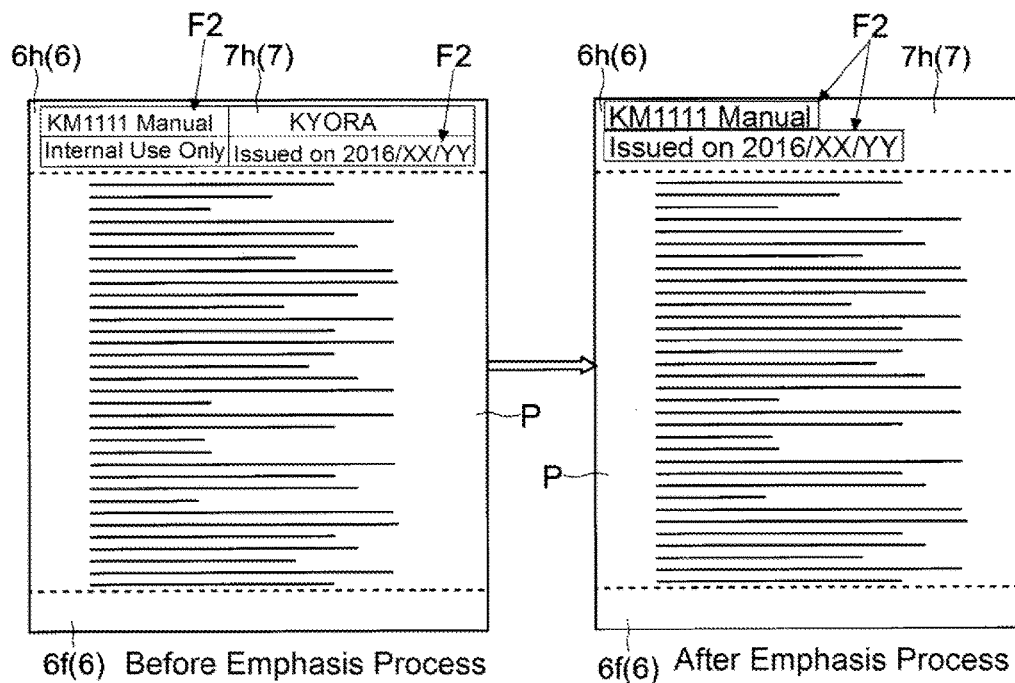 F2 F2
6h(6) 7h(7) 6h(6) 7h(7)
F2
KM1111 Manual KYORA
Internal Use Only Issued on 2016/XX/YY
KM1111 Manual
Issued on 2016/XX/YY
P
P
6f(6) Before Emphasis Process
6f(6) After Emphasis Process